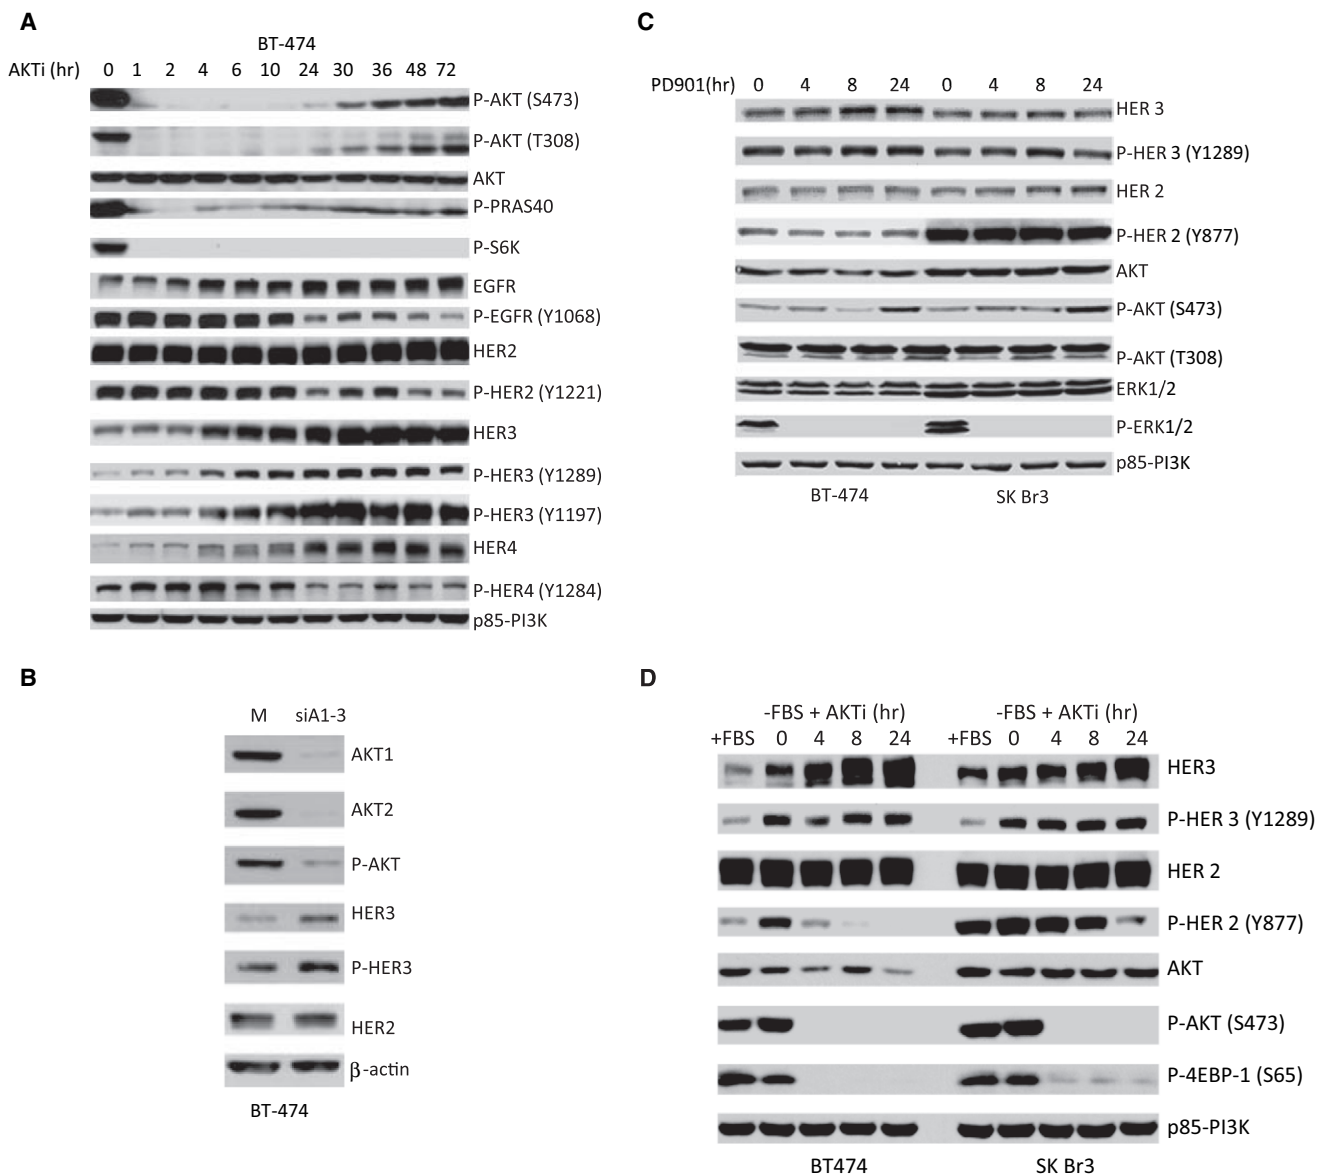 A
BT-474
AKTi (hr) 0 1 2 4 6 10 24 30 36 48 72
P-AKT (S473)
P-AKT (T308)
AKT
P-PRAS40
P-S6K
EGFR
P-EGFR (Y1068)
HER2
P-HER2 (Y1221)
HER3
P-HER3 (Y1289)
P-HER3 (Y1197)
HER4
P-HER4 (Y1284)
p85-PI3K
B
M siA1-3
AKT1
AKT2
P-AKT
HER3
P-HER3
HER2
β-actin
BT-474
C
PD901(hr) 0 4 8 24 0 4 8 24
HER 3
P-HER 3 (Y1289)
HER 2
P-HER 2 (Y877)
AKT
P-AKT (S473)
P-AKT (T308)
ERK1/2
P-ERK1/2
p85-PI3K
BT-474 SK Br3
D
-FBS + AKTi (hr) -FBS + AKTi (hr)
+FBS 0 4 8 24 +FBS 0 4 8 24
HER3
P-HER 3 (Y1289)
HER 2
P-HER 2 (Y877)
AKT
P-AKT (S473)
P-4EBP-1 (S65)
p85-PI3K
BT474 SK Br3